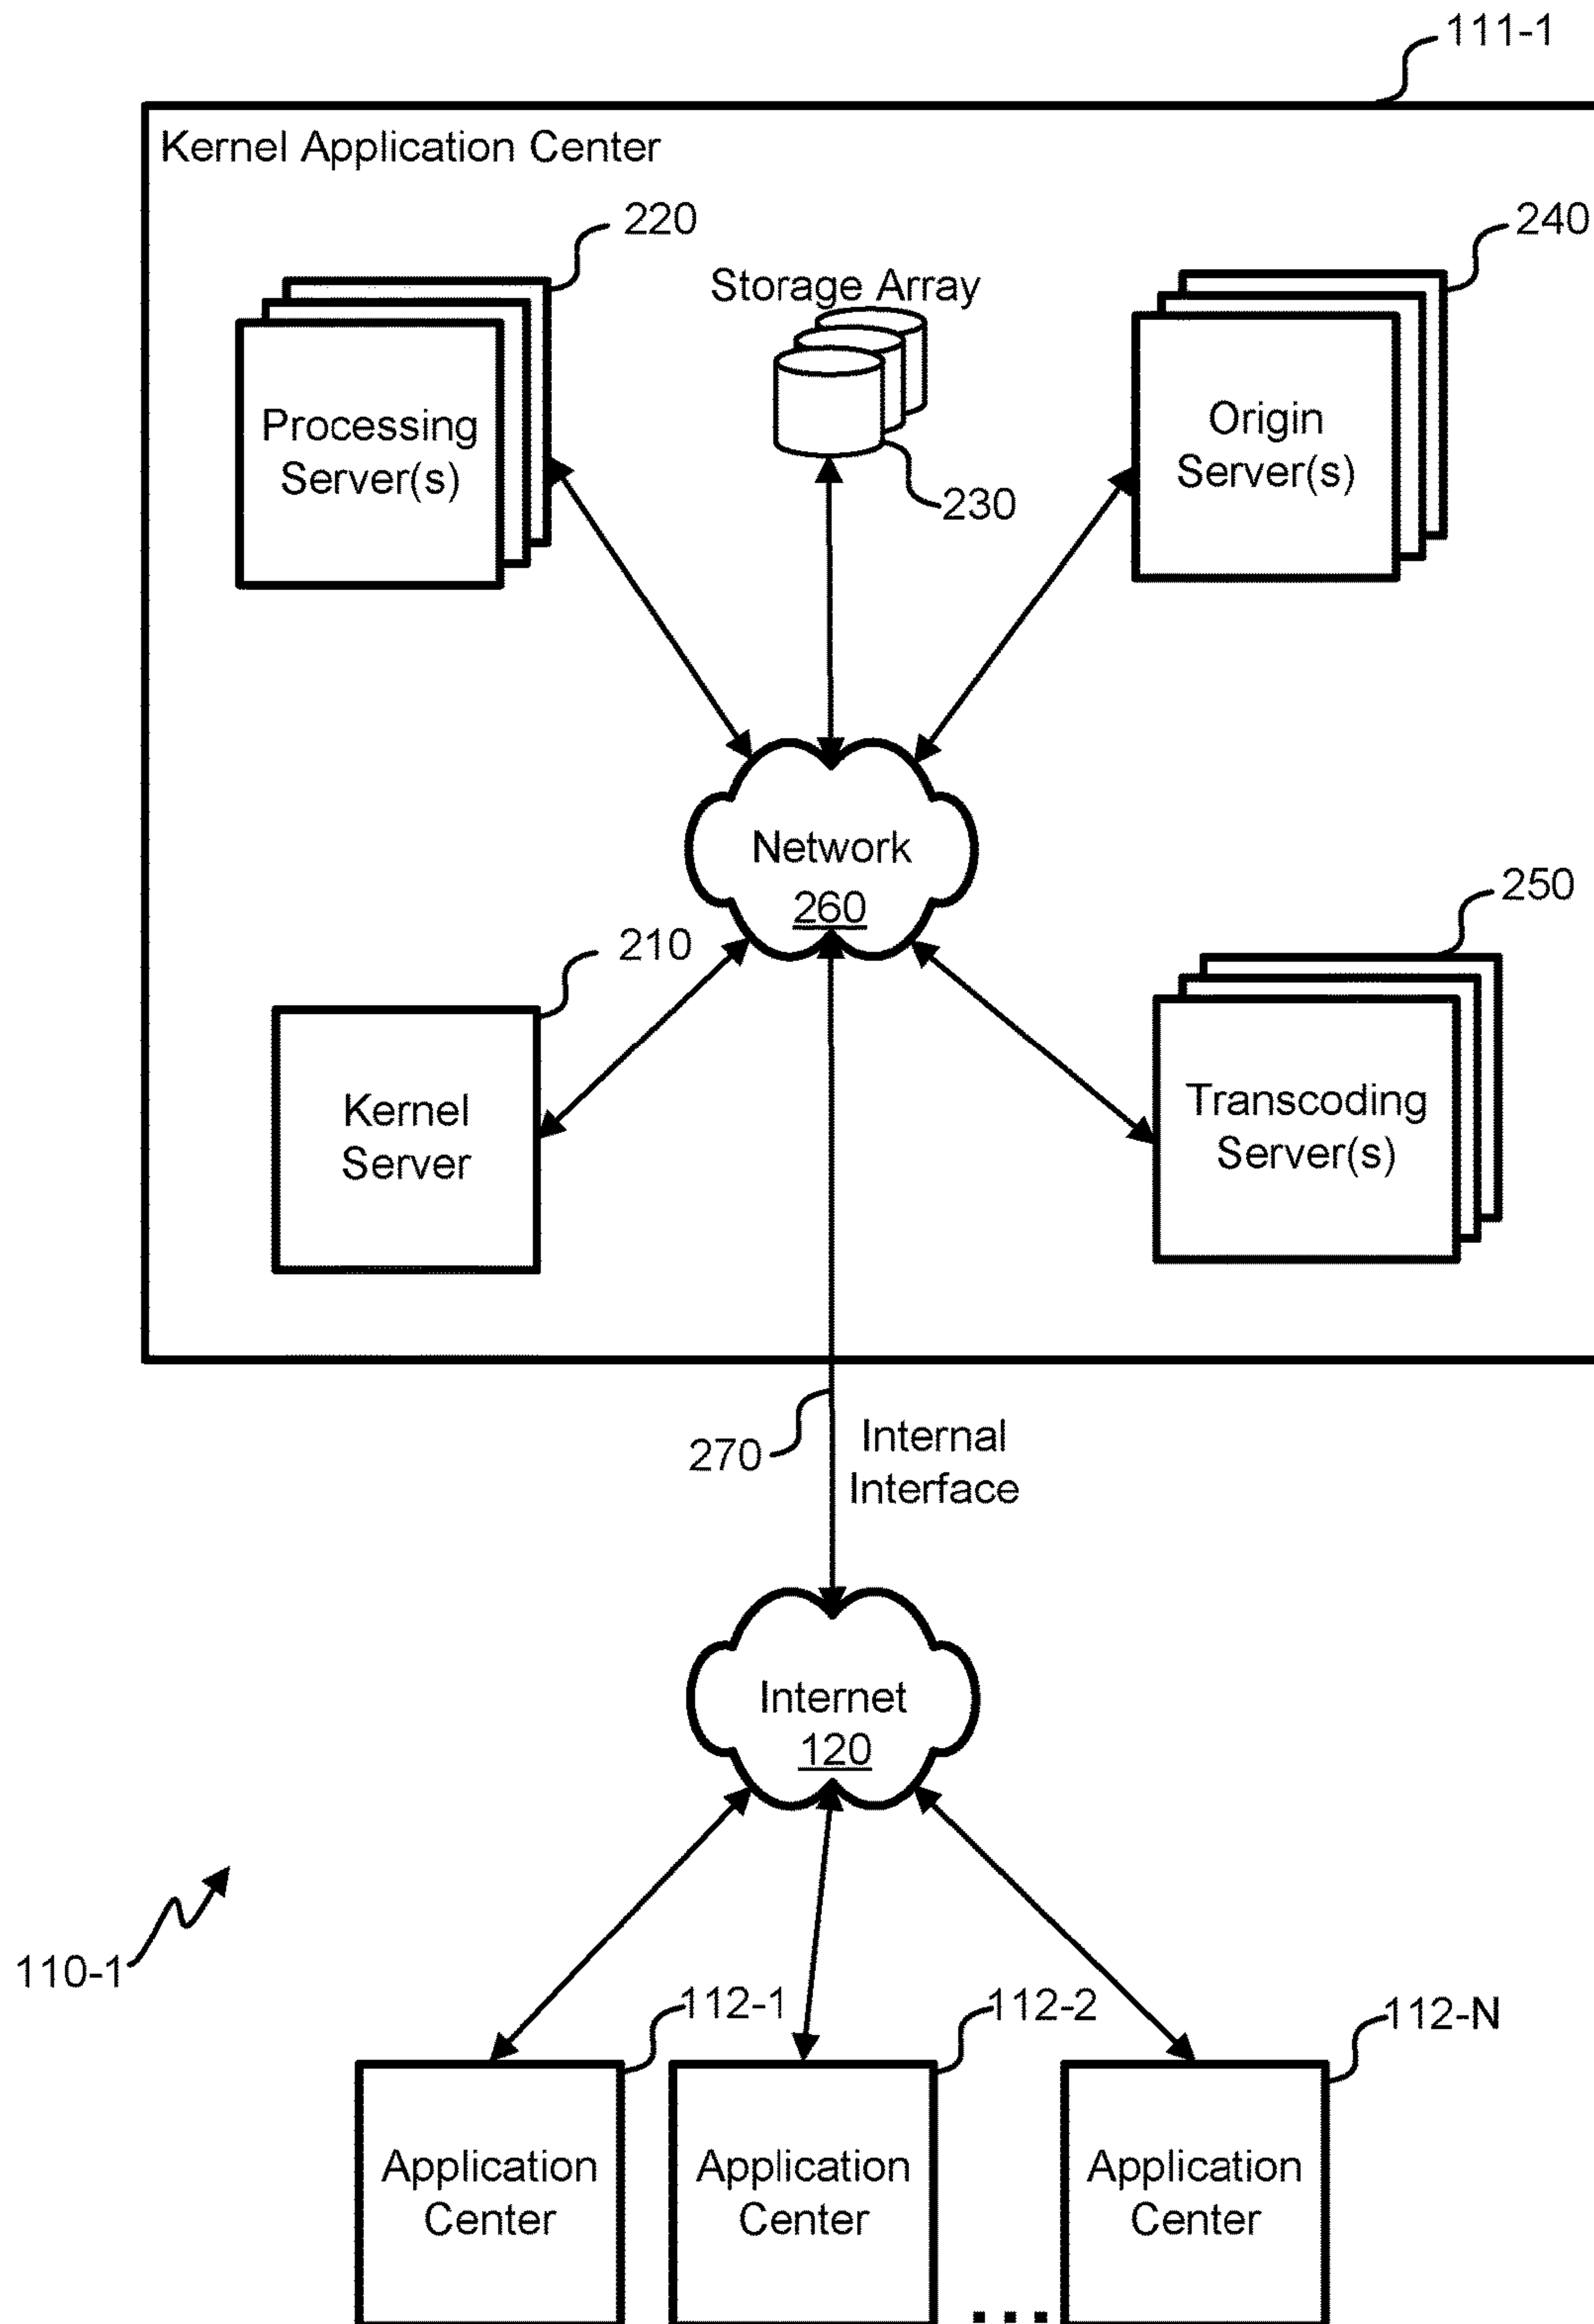 111-1
Kernel Application Center
220
240
Storage Array
Processing
Server(s)
Origin
Server(s)
230
Network
260
250
210
Kernel
Server
Transcoding
Server(s)
270
Internal
Interface
Internet
120
110-1
112-1
112-2
112-N
Application
Center
Application
Center
Application
Center
...